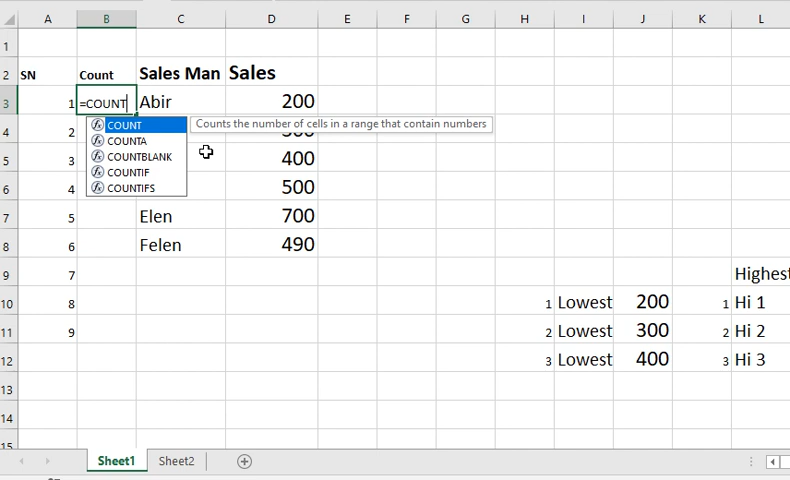 A B C D E F G H I J K L
1
2 SN Count Sales Man Sales
3 1 =COUNT Abir 200
COUNT Counts the number of cells in a range that contain numbers
4 2 COUNTA
5 3 COUNTBLANK 400
COUNTIF
6 4 COUNTIFS 500
7 5 Elen 700
8 6 Felen 490
9 7 Highest
10 8 1 Lowest 200 1 Hi 1
11 9 2 Lowest 300 2 Hi 2
12 3 Lowest 400 3 Hi 3
13
14
15
Sheet1 Sheet2